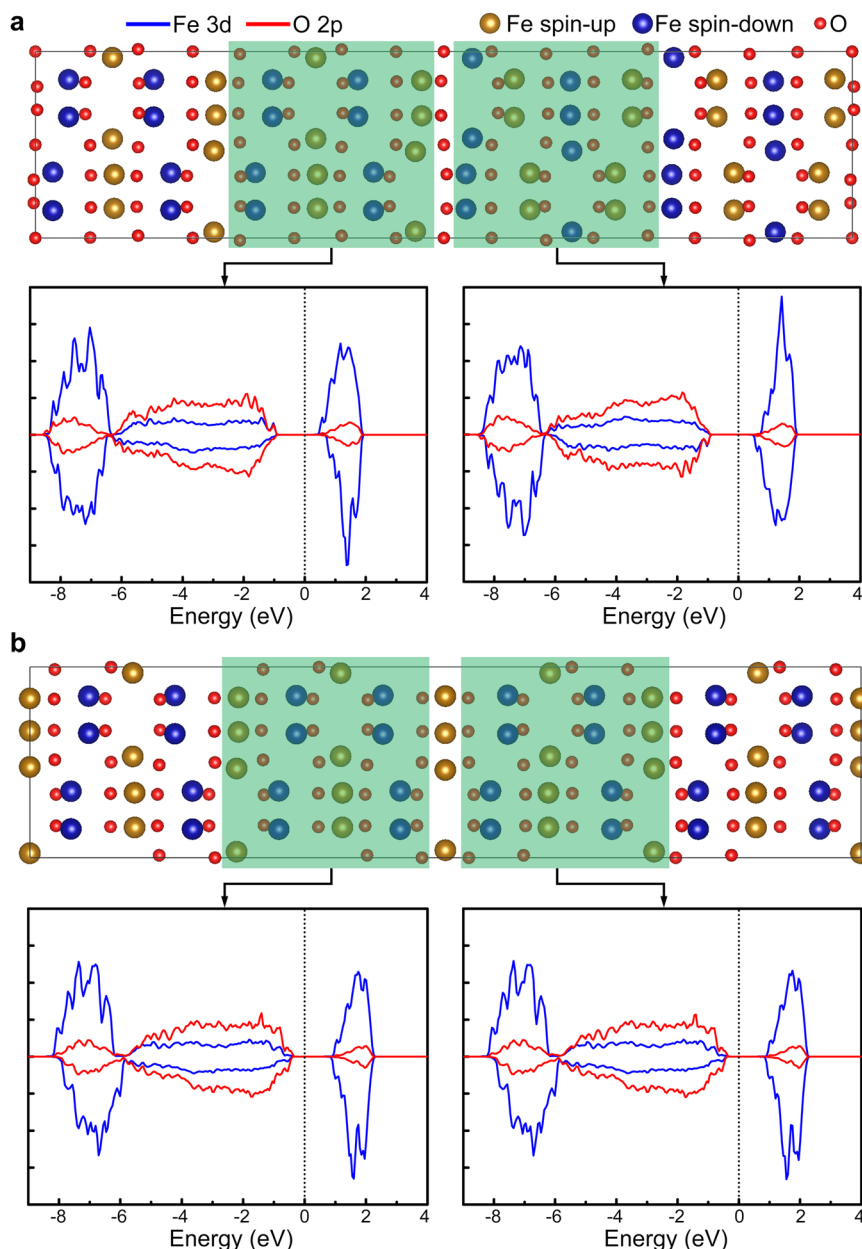 a
Fe 3d O 2p Fe spin-up Fe spin-down O
-8 -6 -4 -2 0 2 4 -8 -6 -4 -2 0 2 4
Energy (eV) Energy (eV)
b
-8 -6 -4 -2 0 2 4 -8 -6 -4 -2 0 2 4
Energy (eV) Energy (eV)